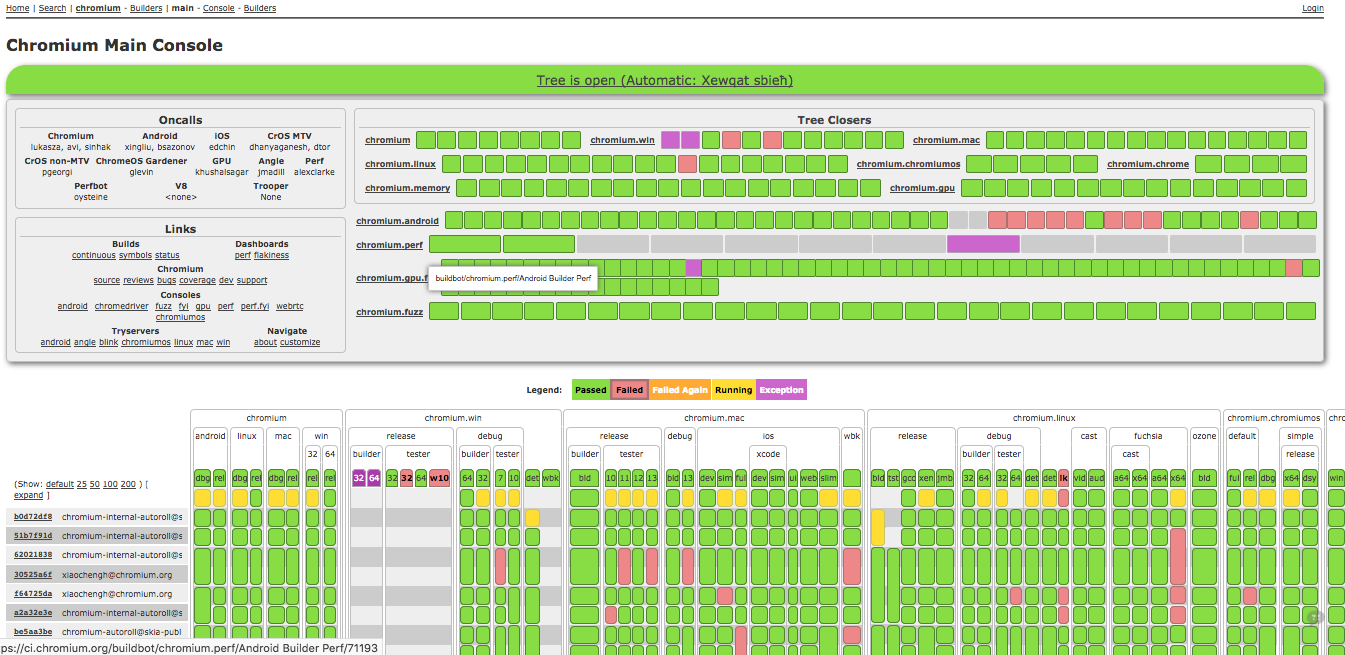 Home | Search | chromium - Builders | main - Console - Builders
Login
Chromium Main Console
Tree is open (Automatic: Xewqat sbieħ)
Oncalls
Chromium Android iOS CrOS MTV
lukasza, avi, sinhak xingliu, bsazonov edchin dhanyaganesh, dtor
CrOS non-MTV ChromeOS Gardener GPU Angle Perf
pgeorgi glevin khushalsagar jmadill alexclarke
Perfbot V8 Trooper
oysteine <none> None
Links
Builds Dashboards
continuous symbols status perf flakiness
Chromium
source reviews bugs coverage dev support
Consoles
android chromedriver fuzz fyi gpu perf perf.fyi webrtc
chromiumos
Tryservers Navigate
android angle blink chromiumos linux mac win about customize
Tree Closers
chromium chromium.win chromium.mac
chromium.linux chromium.chromiumos chromium.chrome
chromium.memory chromium.gpu
chromium.android
chromium.perf
chromium.gpu.f
buildbot/chromium.perf/Android Builder Perf
chromium.fuzz
Legend: Passed Failed Failed Again Running Exception
chromium chromium.win chromium.mac chromium.linux chromium.chromiumos chro
android linux mac win release debug release debug ios wbk release debug cast fuchsia ozone default simple
32 64 builder tester builder tester builder tester xcode builder tester cast release
(Show: default 25 50 100 200 ) [
expand ]
dbg rel dbg rel dbg rel rel rel 32 64 32 32 64 w10 64 32 7 10 det wbk bld 10 11 12 13 bld 13 dev sim ful dev sim ui web slim bld tst gcc xen jmb 32 64 32 64 det det lk vid aud a64 x64 a64 x64 bld ful rel dbg x64 dsy win
b0d72df8 chromium-internal-autoroll@s
51b7f91d chromium-internal-autoroll@s
62021838 chromium-internal-autoroll@s
30525a6f xiaochengh@chromium.org
f64725da xiaochengh@chromium.org
a2a32e3e chromium-internal-autoroll@s
be5aa3be chromium-autoroll@skia-publ
ps://ci.chromium.org/buildbot/chromium.perf/Android Builder Perf/71193